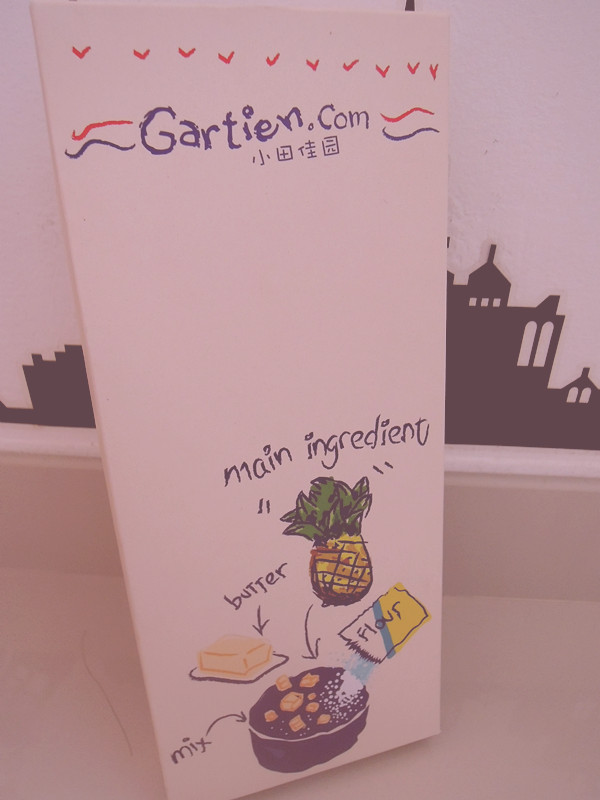 Gartien.Com
小田佳园
main ingredient
butter
Flour
mix